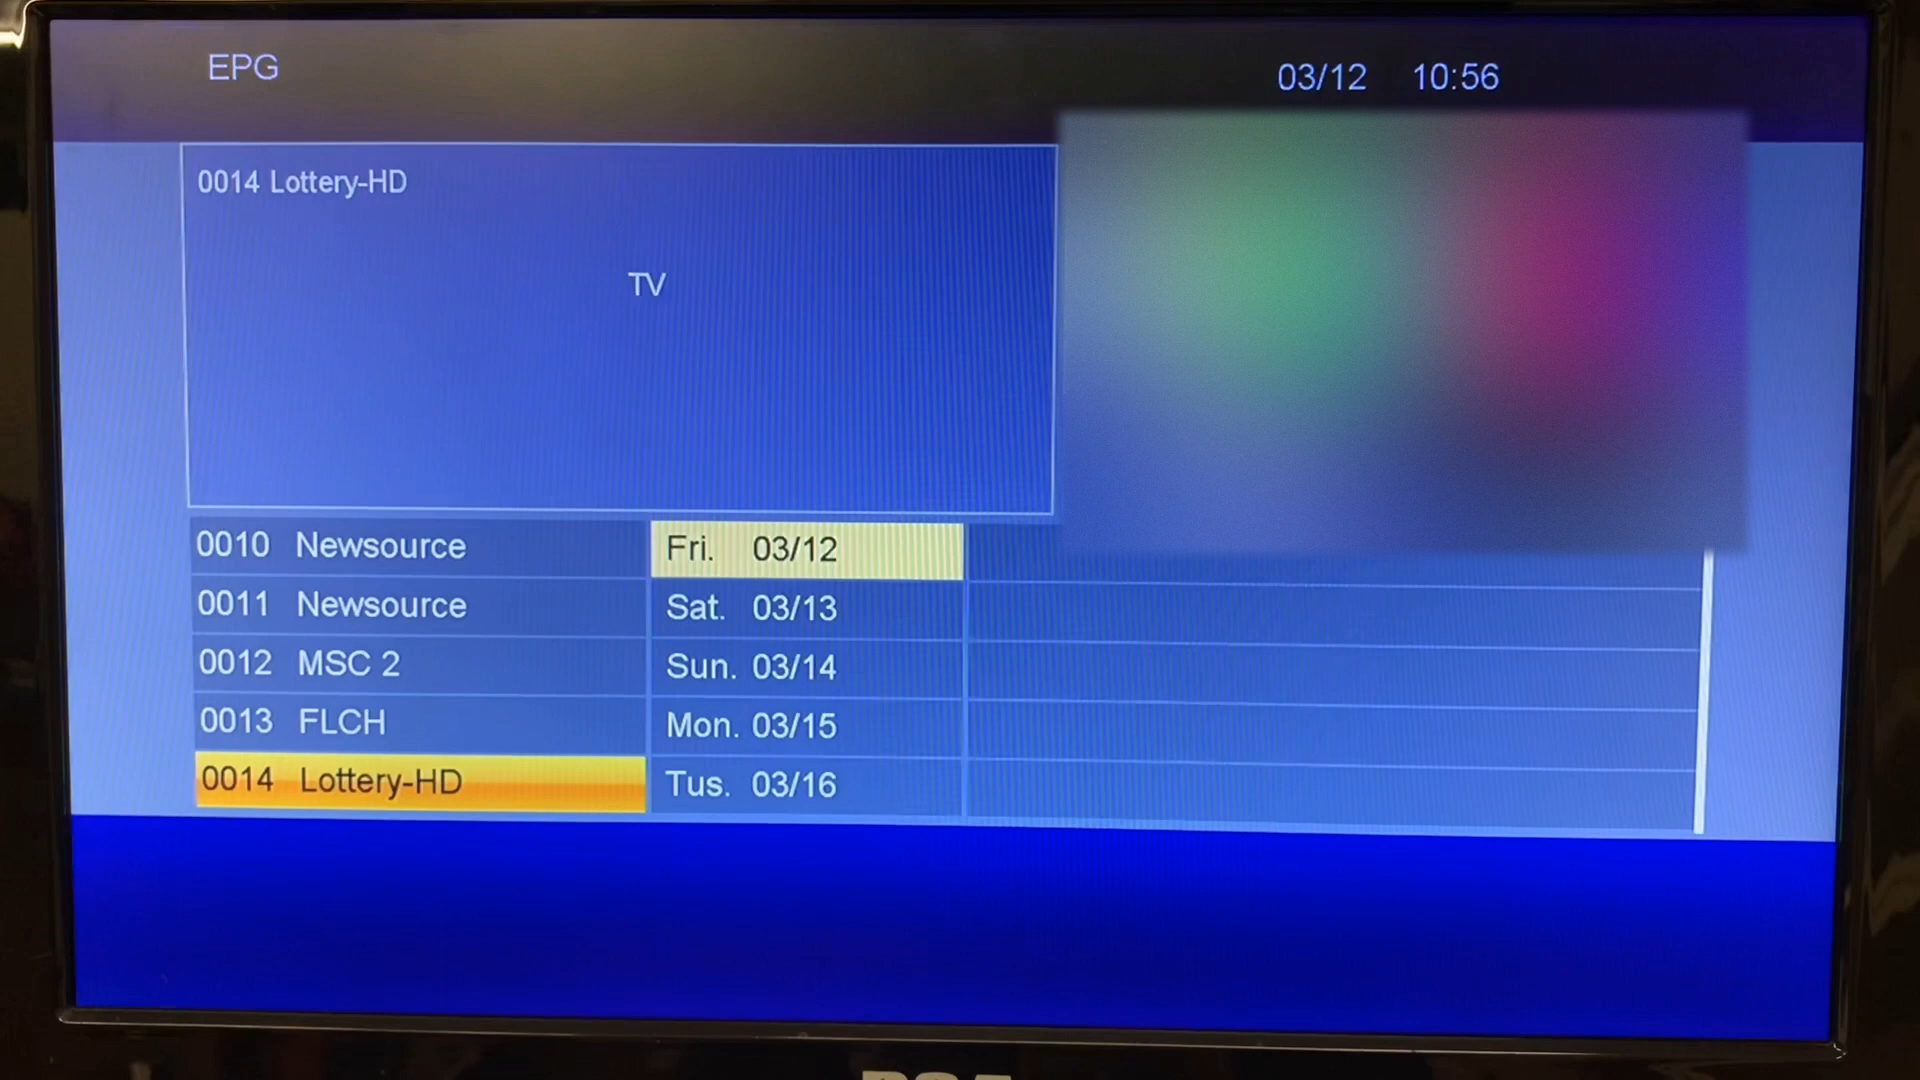 EPG
03/12 10:56
0014 Lottery-HD
TV
0010 Newsource Fri. 03/12
0011 Newsource Sat. 03/13
0012 MSC 2 Sun. 03/14
0013 FLCH Mon. 03/15
0014 Lottery-HD Tus. 03/16